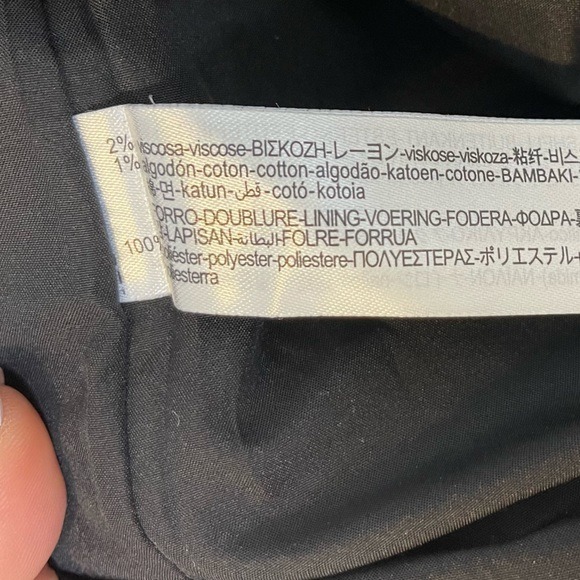 2% viscosa-viscose-ΒΙΣΚΟΖΗ-レーヨン-viskose-viskoza-粘纤-비스
1% algodón-coton-cotton-algodão-katoen-cotone-ΒΑΜΒΑΚΙ-
-면-katun-قطن-cotó-kotoia
FORRO-DOUBLURE-LINING-VOERING-FODERA-ΦΟΔΡΑ-
-LAPISAN-البطانة-FOLRE-FORRUA
100% poliéster-polyester-poliestere-ΠΟΛΥΕΣΤΕΡΑΣ-ポリエステル-
poliesterra